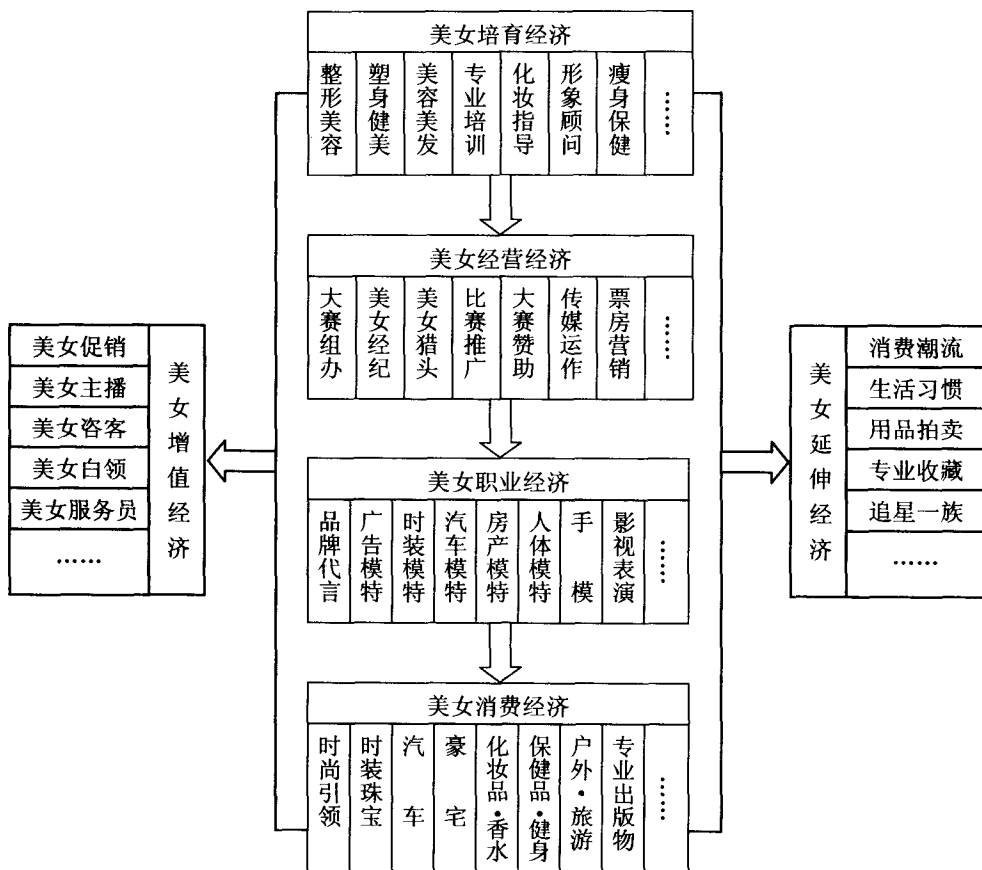 美女培育经济
整形美容
塑身健美
美容美发
专业培训
化妆指导
形象顾问
瘦身保健
……
美女经营经济
大赛组办
美女经纪
美女猎头
比赛推广
大赛赞助
传媒运作
票房营销
……
美女促销
美女主播
美女咨客
美女白领
美女服务员
……
美女增值经济
美女职业经济
品牌代言
广告模特
时装模特
汽车模特
房产模特
人体模特
手模
影视表演
……
美女延伸经济
消费潮流
生活习惯
用品拍卖
专业收藏
追星一族
……
美女消费经济
时尚引领
时装珠宝
汽车
豪宅
化妆品·香水
保健品·健身
户外·旅游
专业出版物
……